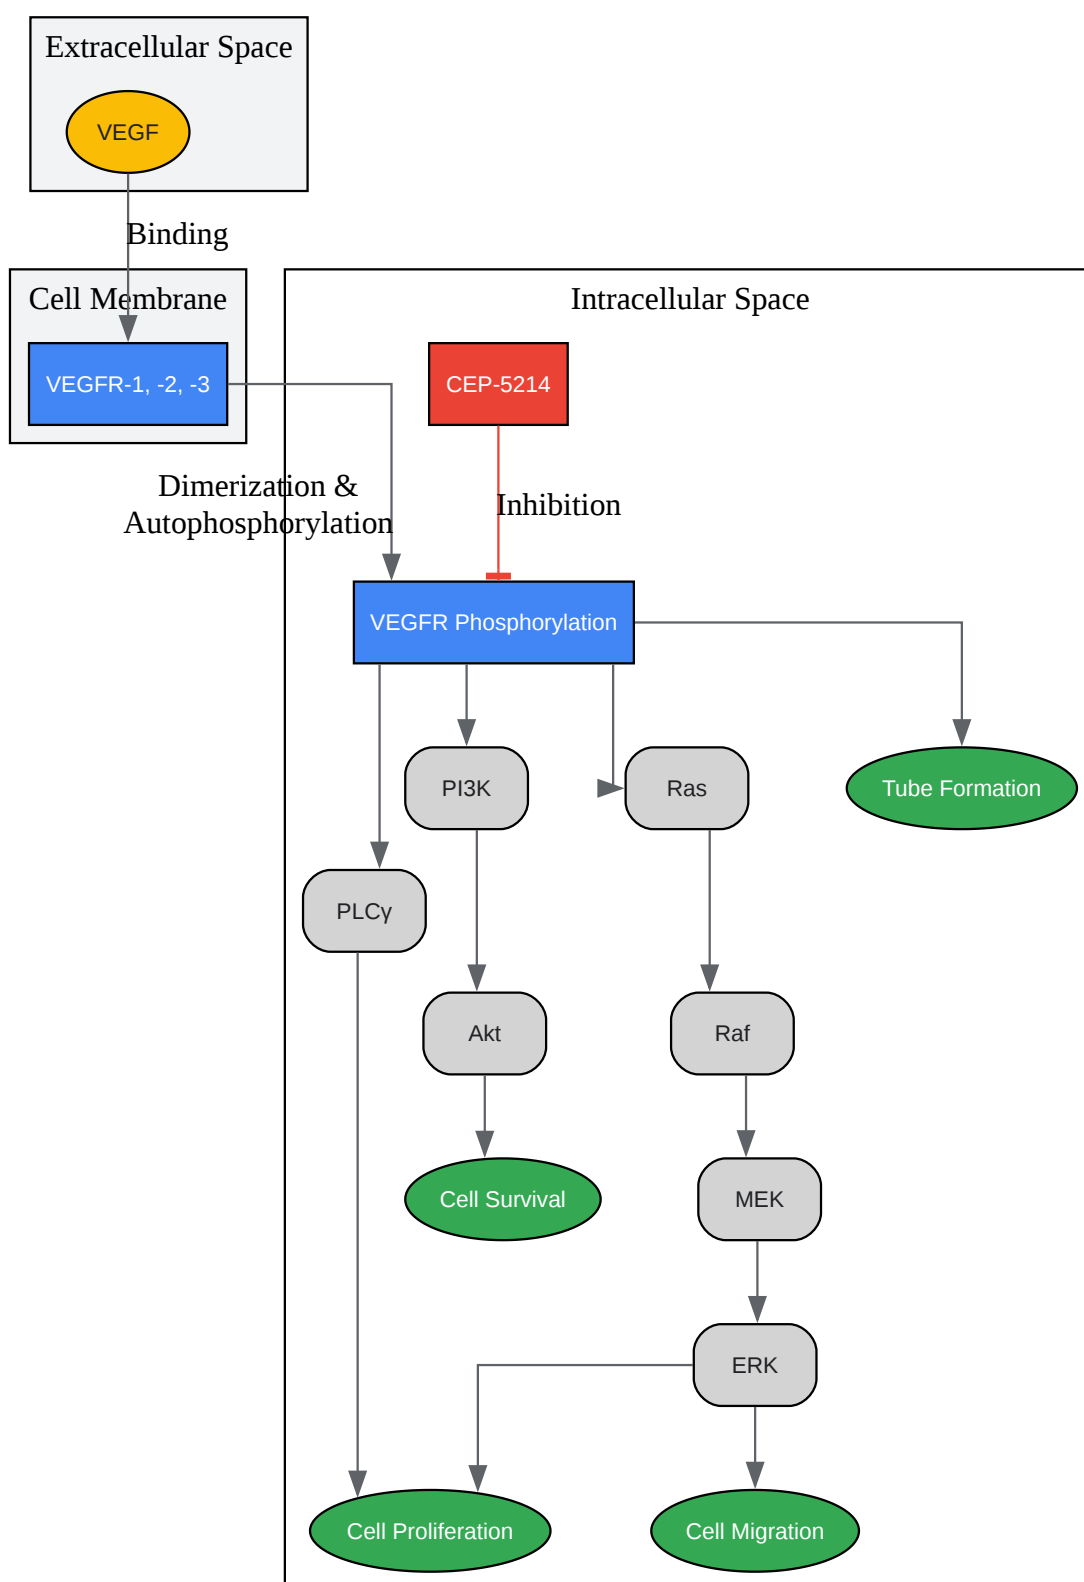 Extracellular Space
VEGF
Binding
Cell Membrane
Intracellular Space
VEGFR-1, -2, -3
CEP-5214
Dimerization &
Autophosphorylation
Inhibition
VEGFR Phosphorylation
PI3K
Ras
Tube Formation
PLCγ
Akt
Raf
Cell Survival
MEK
ERK
Cell Proliferation
Cell Migration